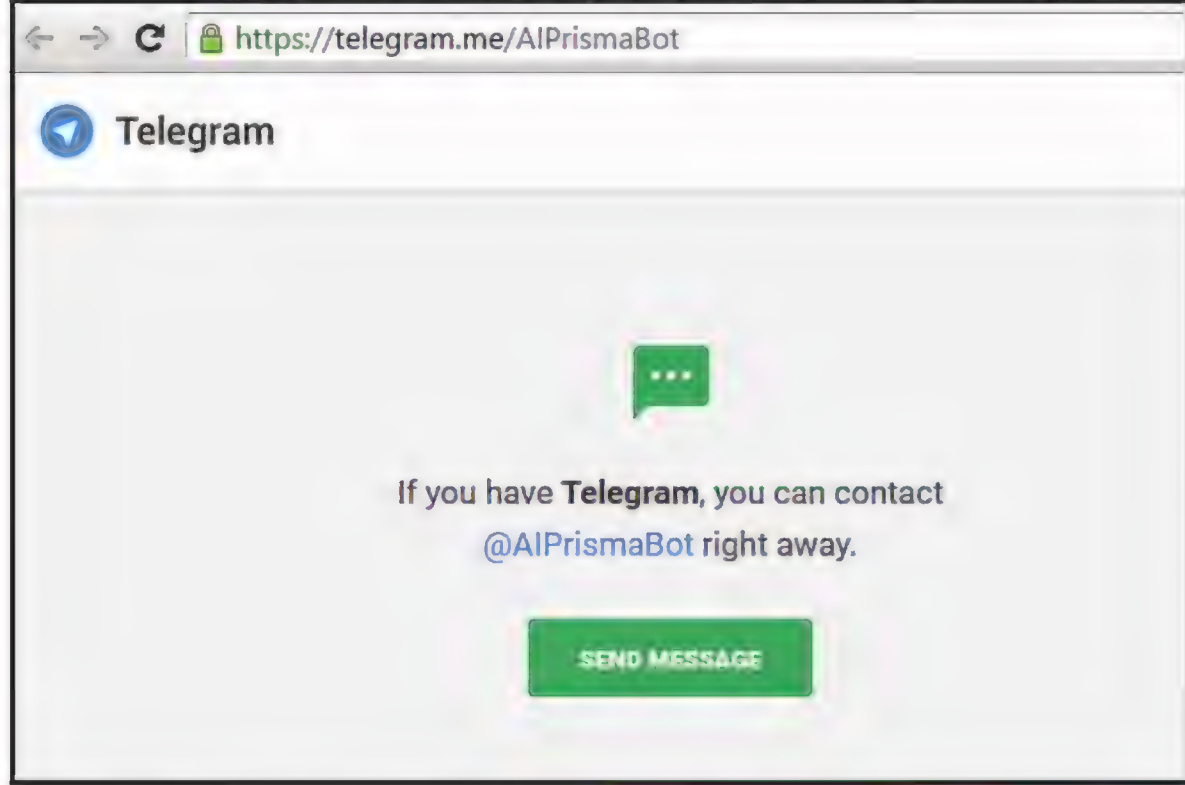 https://telegram.me/AIPrismaBot
Telegram
If you have Telegram, you can contact
@AIPrismaBot right away.
SEND MESSAGE